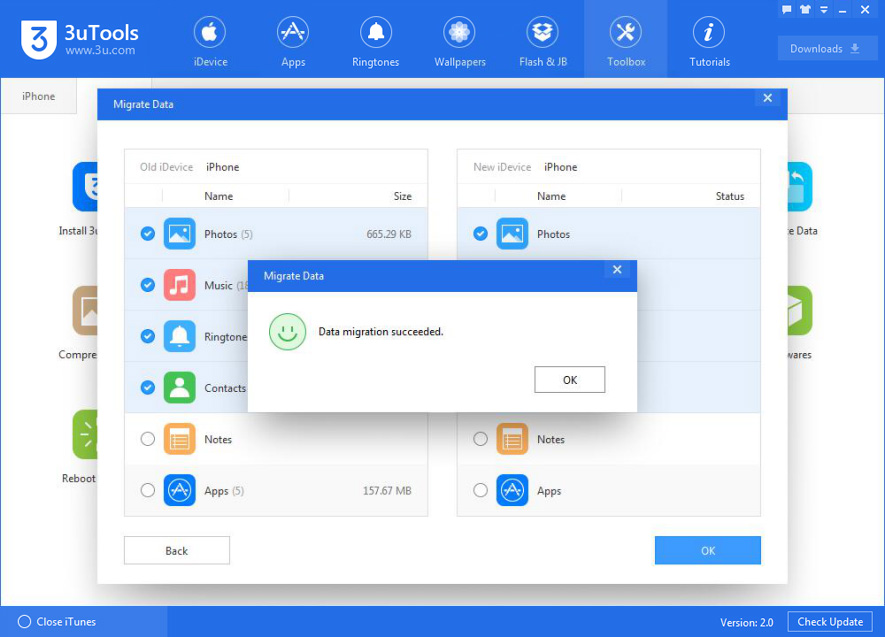 3uTools
www.3u.com
iDevice
Apps
Ringtones
Wallpapers
Flash & JB
Toolbox
Tutorials
Downloads
iPhone
Migrate Data
Old iDevice iPhone
Name Size
Photos (5) 665.29 KB
Music
Ringtone
Contacts
Notes
Apps (5) 157.67 MB
New iDevice iPhone
Name Status
Photos
Notes
Apps
Migrate Data
Data migration succeeded.
OK
Back
OK
Install 3u
Compre
Reboot
Data
wares
Close iTunes
Version: 2.0 Check Update